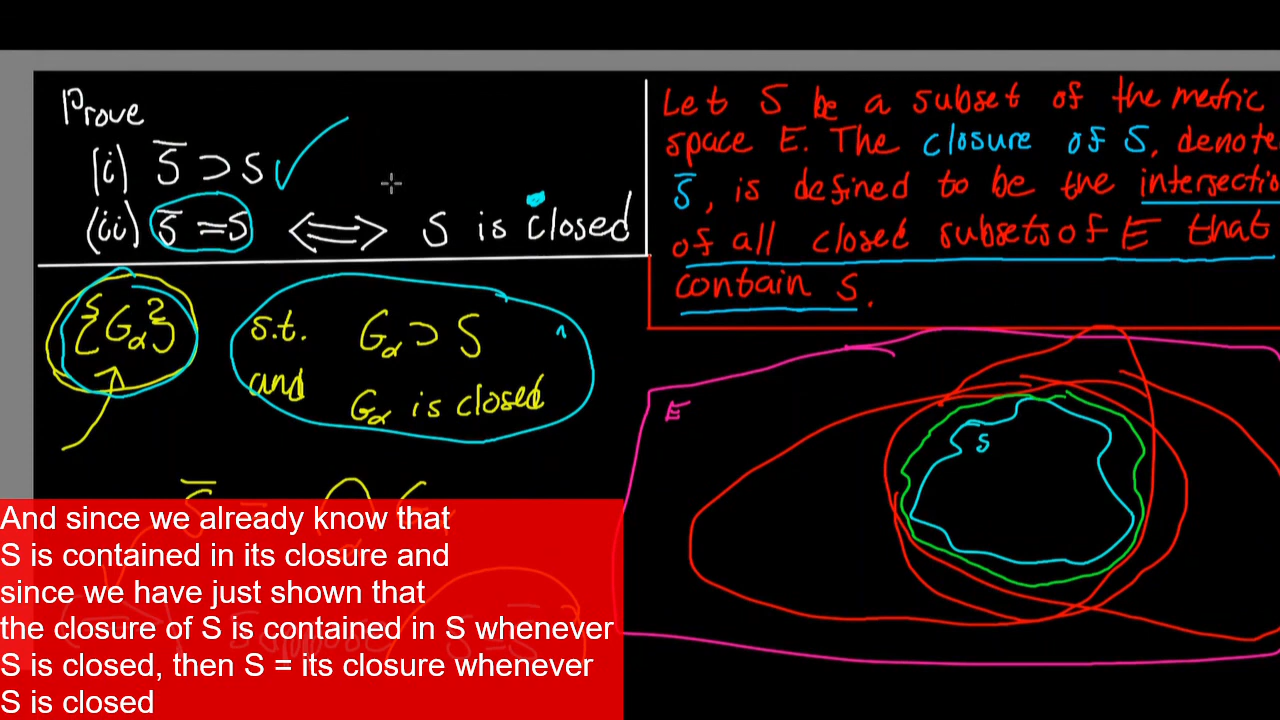 Prove
(i) S̅ ⊃ S ✓
(ii) S̅ = S ⟺ S is closed
{Gα} s.t. Gα ⊃ S
and Gα is closed
Let S be a subset of the metric
space E. The closure of S, denote
S̅, is defined to be the intersectio
of all closed subsets of E that
contain S.
E
S
And since we already know that
S is contained in its closure and
since we have just shown that
the closure of S is contained in S whenever
S is closed, then S = its closure whenever
S is closed